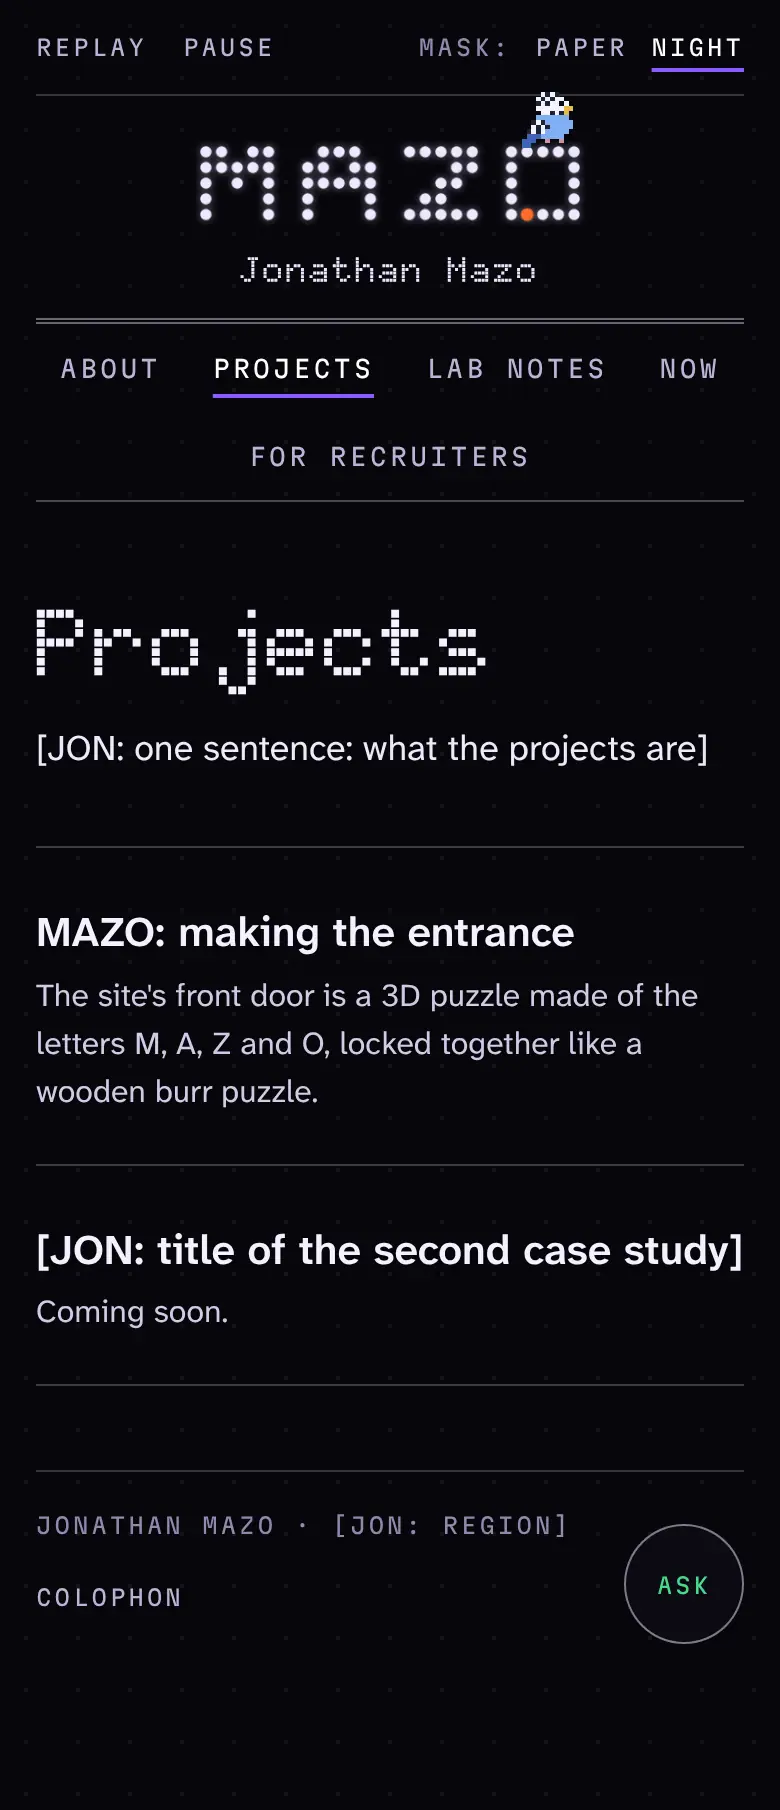 REPLAY PAUSE MASK: PAPER NIGHT
MAZO
Jonathan Mazo
ABOUT PROJECTS LAB NOTES NOW
FOR RECRUITERS
Projects
[JON: one sentence: what the projects are]
MAZO: making the entrance
The site's front door is a 3D puzzle made of the
letters M, A, Z and O, locked together like a
wooden burr puzzle.
[JON: title of the second case study]
Coming soon.
JONATHAN MAZO · [JON: REGION]
COLOPHON
ASK